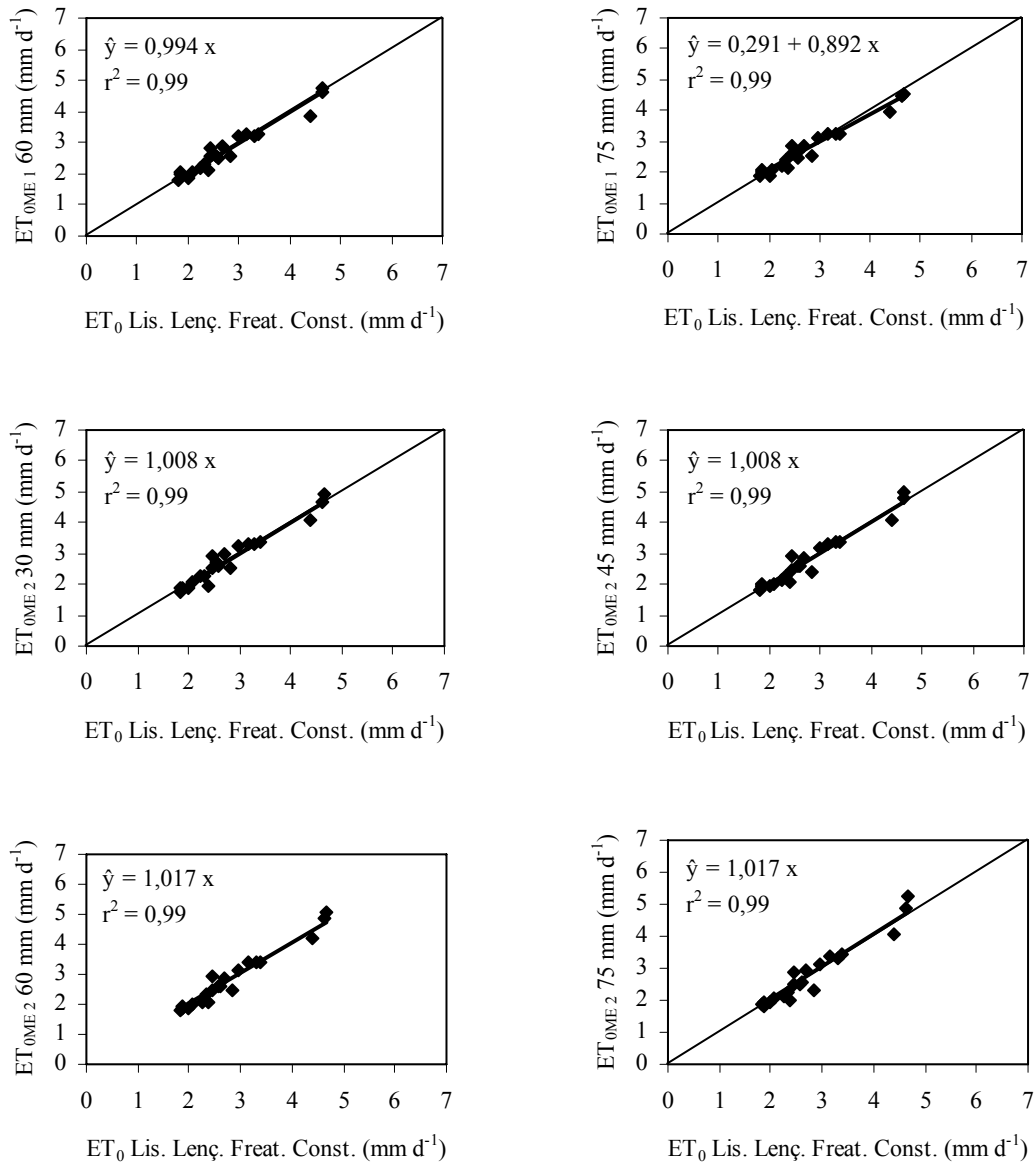 ŷ = 0,994 x
r² = 0,99
ET₀ME 1 60 mm (mm d⁻¹)
7
6
5
4
3
2
1
0
0 1 2 3 4 5 6 7
ET₀ Lis. Lenç. Freat. Const. (mm d⁻¹)
ŷ = 0,291 + 0,892 x
r² = 0,99
ET₀ME 1 75 mm (mm d⁻¹)
7
6
5
4
3
2
1
0
0 1 2 3 4 5 6 7
ET₀ Lis. Lenç. Freat. Const. (mm d⁻¹)
ŷ = 1,008 x
r² = 0,99
ET₀ME 2 30 mm (mm d⁻¹)
7
6
5
4
3
2
1
0
0 1 2 3 4 5 6 7
ET₀ Lis. Lenç. Freat. Const. (mm d⁻¹)
ŷ = 1,008 x
r² = 0,99
ET₀ME 2 45 mm (mm d⁻¹)
7
6
5
4
3
2
1
0
0 1 2 3 4 5 6 7
ET₀ Lis. Lenç. Freat. Const. (mm d⁻¹)
ŷ = 1,017 x
r² = 0,99
ET₀ME 2 60 mm (mm d⁻¹)
7
6
5
4
3
2
1
0
0 1 2 3 4 5 6 7
ET₀ Lis. Lenç. Freat. Const. (mm d⁻¹)
ŷ = 1,017 x
r² = 0,99
ET₀ME 2 75 mm (mm d⁻¹)
7
6
5
4
3
2
1
0
0 1 2 3 4 5 6 7
ET₀ Lis. Lenç. Freat. Const. (mm d⁻¹)